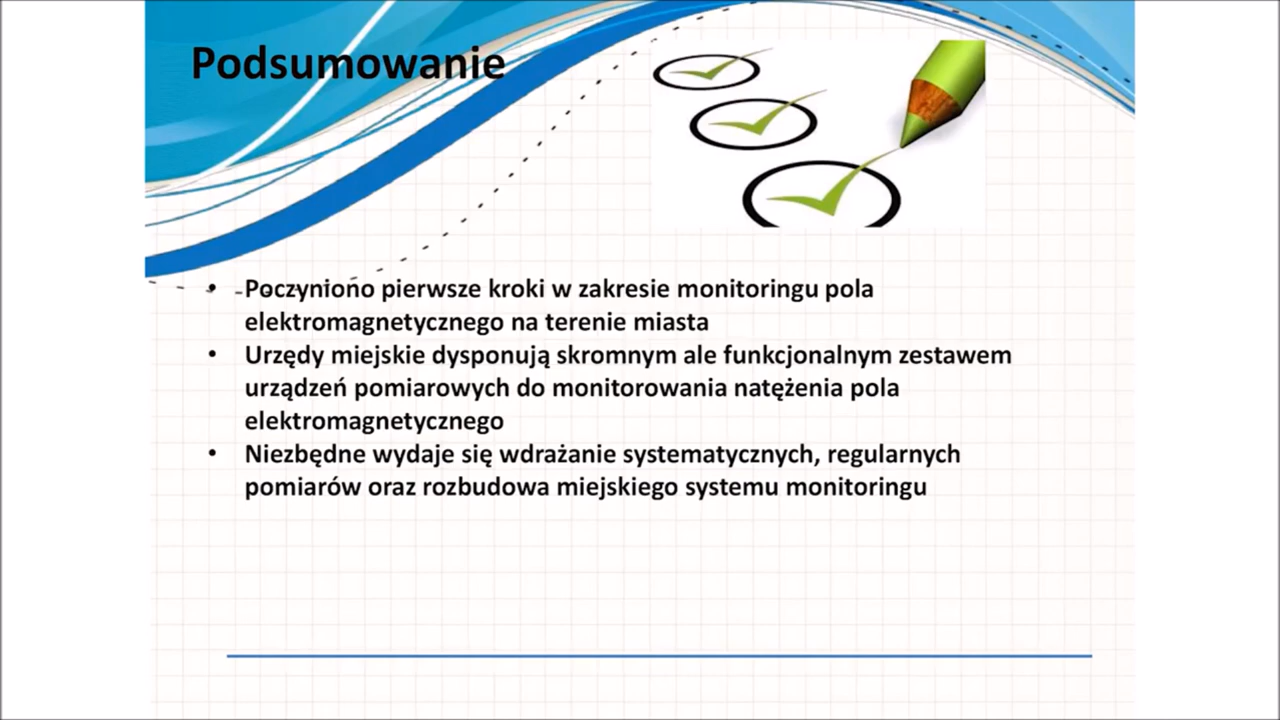 Podsumowanie
• Poczyniono pierwsze kroki w zakresie monitoringu pola
elektromagnetycznego na terenie miasta
• Urzędy miejskie dysponują skromnym ale funkcjonalnym zestawem
urządzeń pomiarowych do monitorowania natężenia pola
elektromagnetycznego
• Niezbędne wydaje się wdrażanie systematycznych, regularnych
pomiarów oraz rozbudowa miejskiego systemu monitoringu